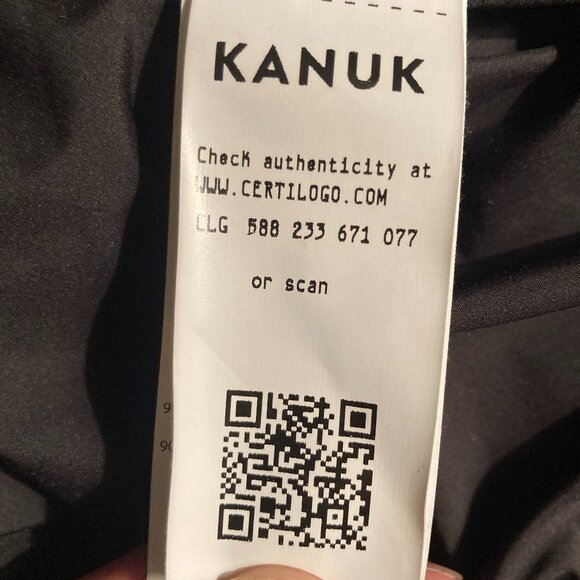 KANUK
Check authenticity at
WWW.CERTILOGO.COM
CLG 588 233 671 077
or scan